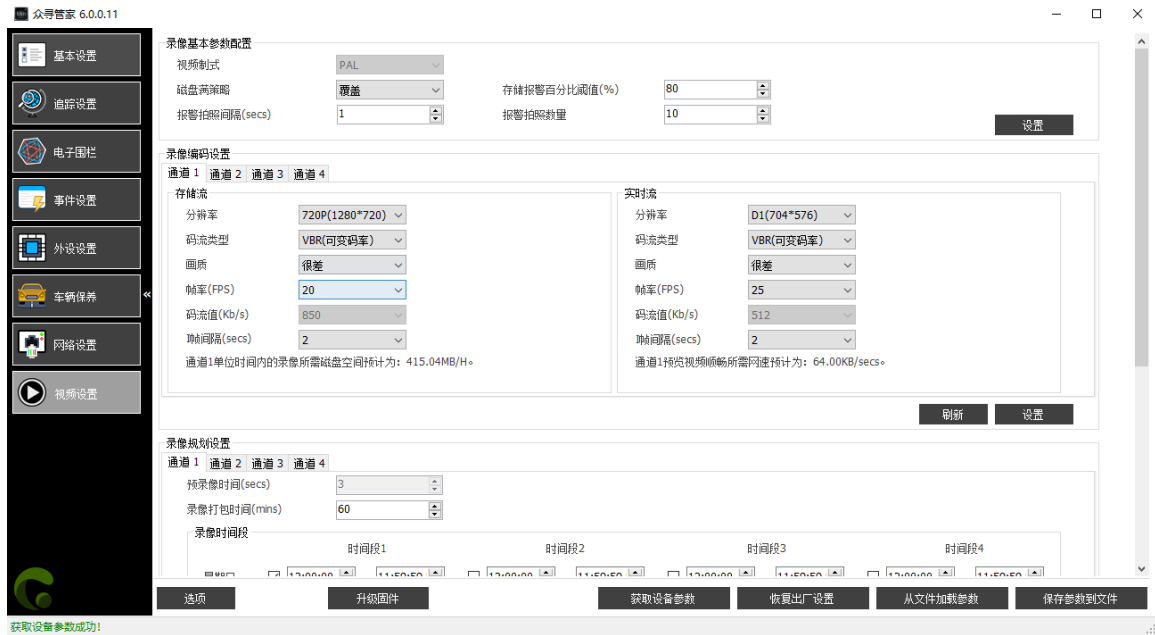 众寻管家 6.0.0.11
基本设置
追踪设置
电子围栏
事件设置
外设设置
车辆保养
网络设置
视频设置
«
录像基本参数配置
视频制式 PAL
磁盘满策略 覆盖 存储报警百分比阈值(%) 80
报警拍照间隔(secs) 1 报警拍照数量 10
设置
录像编码设置
通道 1 通道 2 通道 3 通道 4
存储流
分辨率 720P(1280*720)
码流类型 VBR(可变码率)
画质 很差
帧率(FPS) 20
码流值(Kb/s) 850
I帧间隔(secs) 2
通道1单位时间内的录像所需磁盘空间预计为: 415.04MB/H。
实时流
分辨率 D1(704*576)
码流类型 VBR(可变码率)
画质 很差
帧率(FPS) 25
码流值(Kb/s) 512
I帧间隔(secs) 2
通道1预览视频顺畅所需网速预计为: 64.00KB/secs。
刷新 设置
录像规划设置
通道 1 通道 2 通道 3 通道 4
预录像时间(secs) 3
录像打包时间(mins) 60
录像时间段
时间段1 时间段2 时间段3 时间段4
选项 升级固件 获取设备参数 恢复出厂设置 从文件加载参数 保存参数到文件
获取设备参数成功!